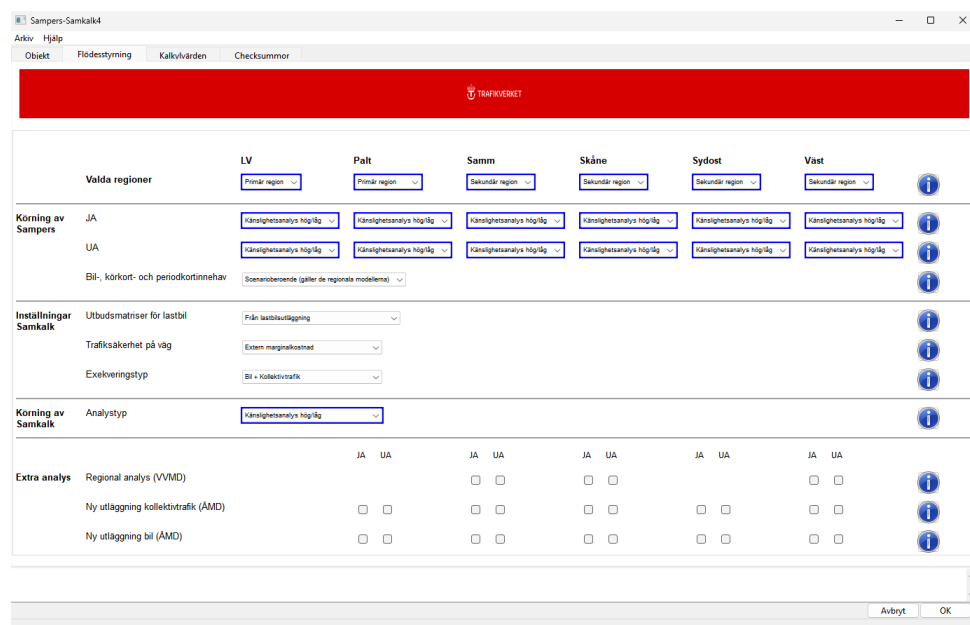 Sampers-Samkalk4
Arkiv Hjälp
Objekt Flödesstyrning Kalkylvärden Checksummor
TRAFIKVERKET
LV Palt Samm Skåne Sydost Väst
Valda regioner Primär region Primär region Sekundär region Sekundär region Sekundär region Sekundär region
Körning av Sampers JA Känslighetsanalys hög/låg Känslighetsanalys hög/låg Känslighetsanalys hög/låg Känslighetsanalys hög/låg Känslighetsanalys hög/låg Känslighetsanalys hög/låg
UA Känslighetsanalys hög/låg Känslighetsanalys hög/låg Känslighetsanalys hög/låg Känslighetsanalys hög/låg Känslighetsanalys hög/låg Känslighetsanalys hög/låg
Bil-, körkort- och periodkortinnehav Scenarioberoende (gäller de regionala modellerna)
Inställningar Samkalk Utbudsmatriser för lastbil Från lastbilsutläggning
Trafiksäkerhet på väg Extern marginalkostnad
Exekveringstyp Bil + Kollektivtrafik
Körning av Samkalk Analystyp Känslighetsanalys hög/låg
JA UA JA UA JA UA JA UA JA UA
Extra analys Regional analys (VVMD)
Ny utläggning kollektivtrafik (ÅMD)
Ny utläggning bil (ÅMD)
Avbryt OK